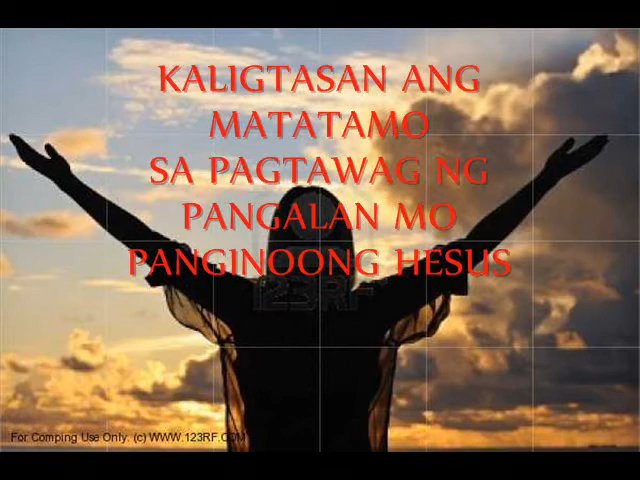 KALIGTASAN ANG
MATATAMO
SA PAGTAWAG NG
PANGALAN MO
PANGINOONG HESUS
123RF
For Comping Use Only. (c) WWW.123RF.COM